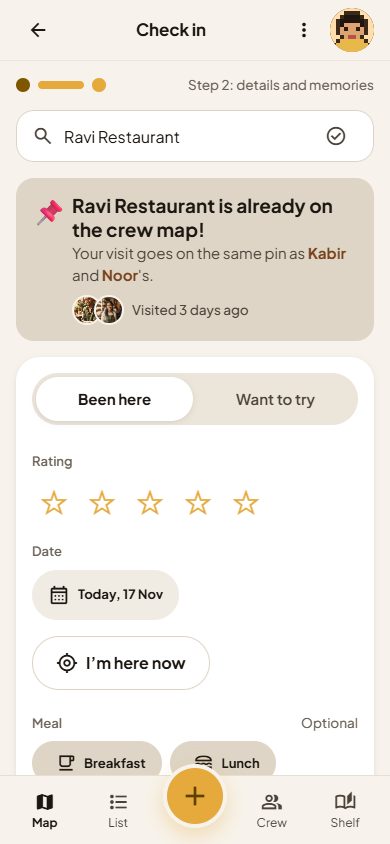 Check in
Step 2: details and memories
Ravi Restaurant
Ravi Restaurant is already on
the crew map!
Your visit goes on the same pin as Kabir
and Noor's.
Visited 3 days ago
Been here
Want to try
Rating
Date
Today, 17 Nov
I’m here now
Meal
Optional
Breakfast
Lunch
Map
List
Crew
Shelf